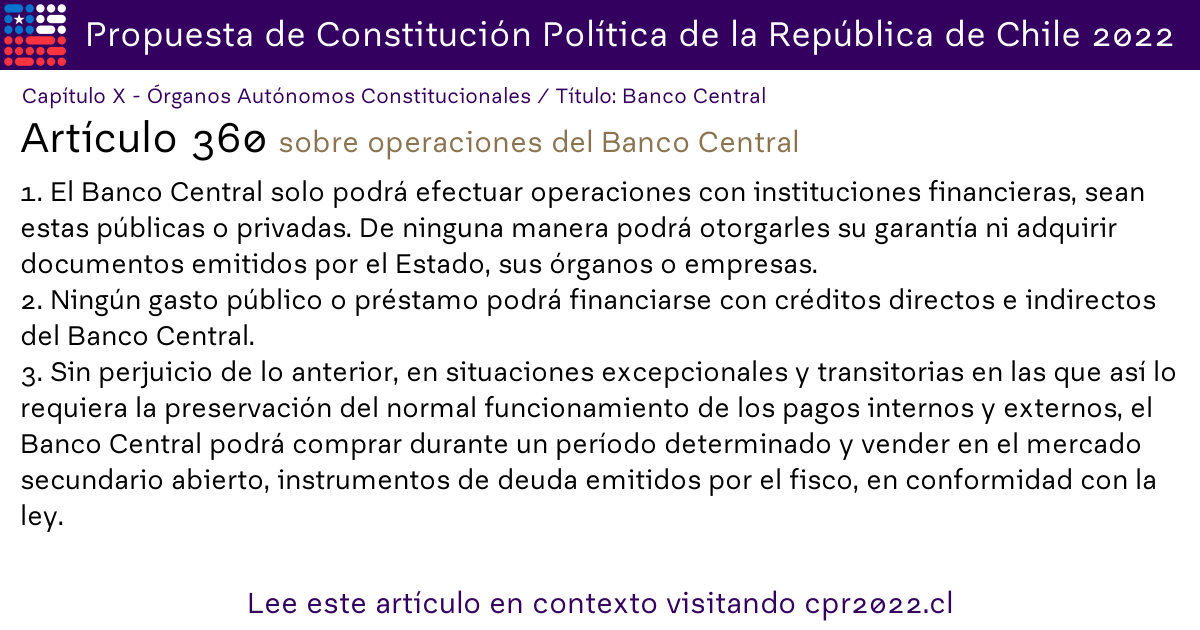 Propuesta de Constitución Política de la República de Chile 2022
Capítulo X - Órganos Autónomos Constitucionales / Título: Banco Central
Artículo 360 sobre operaciones del Banco Central
1. El Banco Central solo podrá efectuar operaciones con instituciones financieras, sean
estas públicas o privadas. De ninguna manera podrá otorgarles su garantía ni adquirir
documentos emitidos por el Estado, sus órganos o empresas.
2. Ningún gasto público o préstamo podrá financiarse con créditos directos e indirectos
del Banco Central.
3. Sin perjuicio de lo anterior, en situaciones excepcionales y transitorias en las que así lo
requiera la preservación del normal funcionamiento de los pagos internos y externos, el
Banco Central podrá comprar durante un período determinado y vender en el mercado
secundario abierto, instrumentos de deuda emitidos por el fisco, en conformidad con la
ley.
Lee este artículo en contexto visitando cpr2022.cl